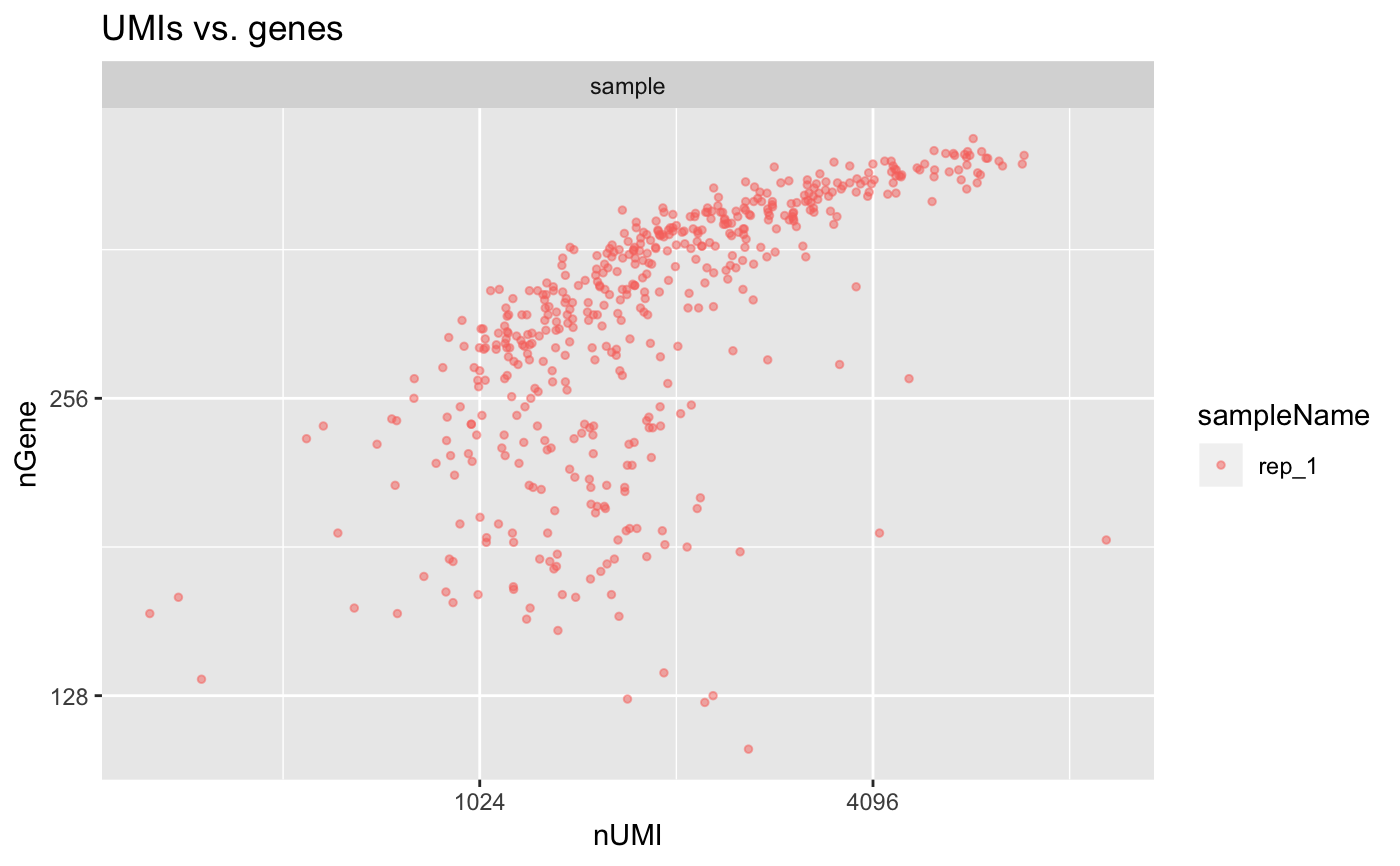 UMIs vs. genes
sample
256
128
nGene
1024
4096
nUMI
sampleName
rep_1